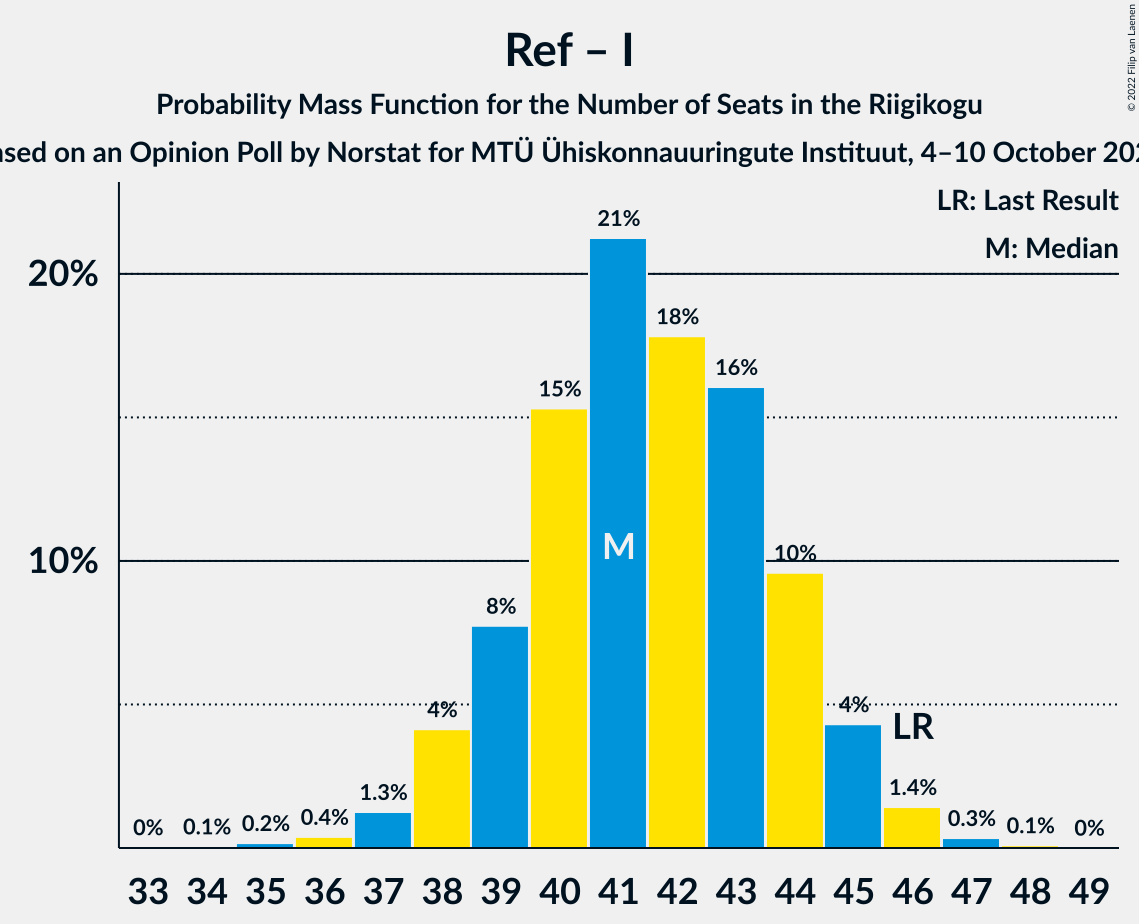 Ref – I
Probability Mass Function for the Number of Seats in the Riigikogu
on an Opinion Poll by Norstat for MTÜ Ühiskonnauuringute Instituut, 4–10 October
© 2022 Filip van Laenen
LR: Last Result
M: Median
20%
10%
0%
0.1%
0.2%
0.4%
1.3%
4%
8%
15%
21%
18%
16%
10%
4%
1.4%
0.3%
0.1%
0%
M
LR
33 34 35 36 37 38 39 40 41 42 43 44 45 46 47 48 49